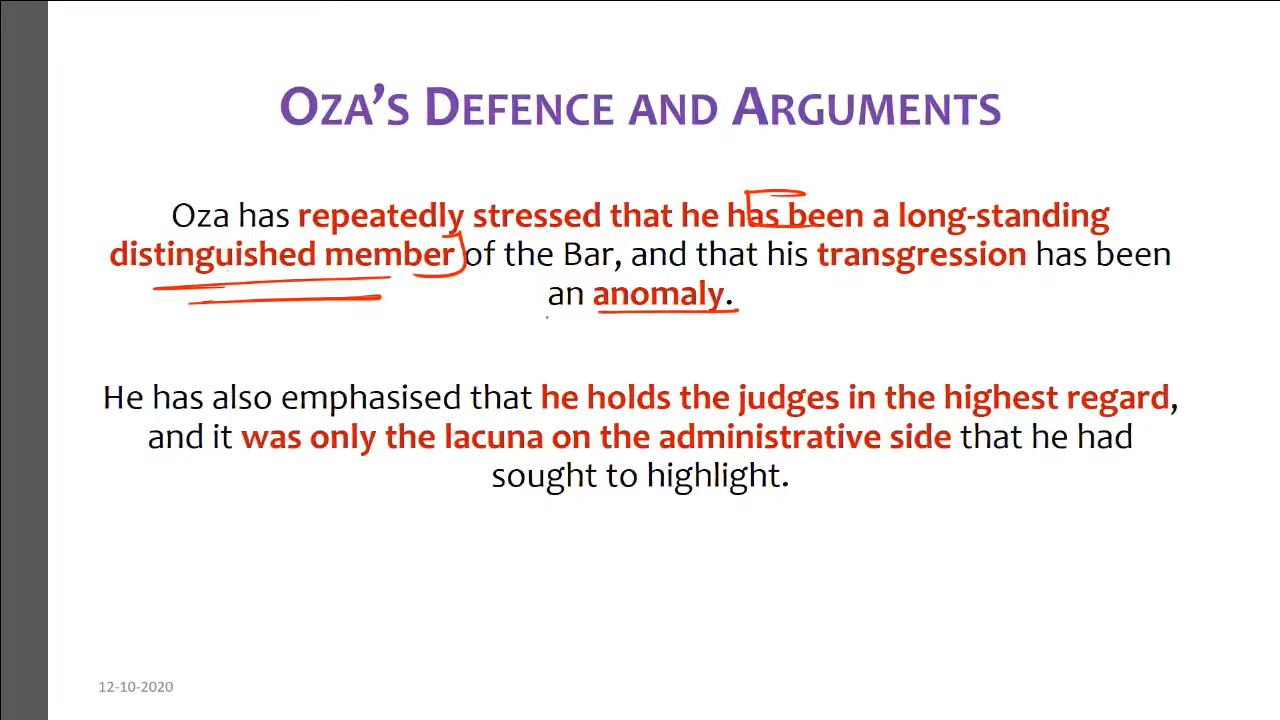 OZA'S DEFENCE AND ARGUMENTS
Oza has repeatedly stressed that he has been a long-standing
distinguished member of the Bar, and that his transgression has been
an anomaly.
He has also emphasised that he holds the judges in the highest regard,
and it was only the lacuna on the administrative side that he had
sought to highlight.
12-10-2020